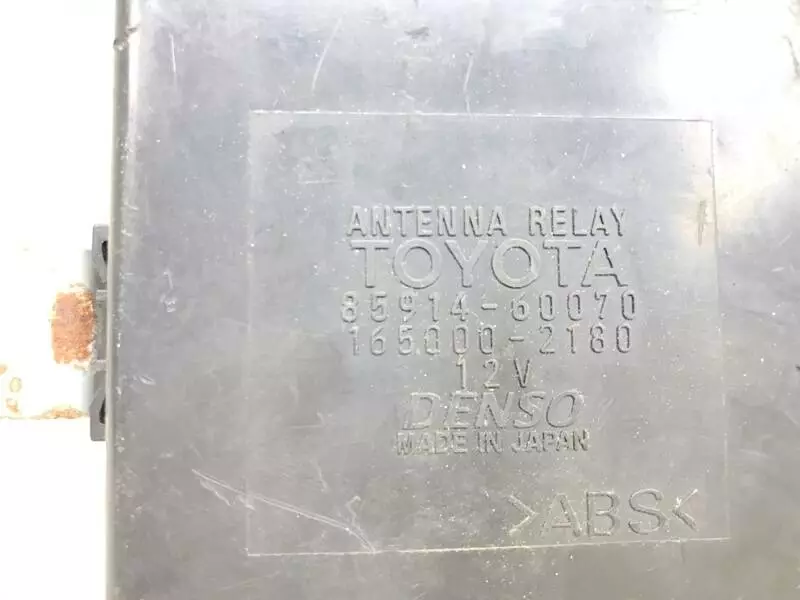 ANTENNA RELAY
TOYOTA
85914-60070
165000-2180
12V
DENSO
MADE IN JAPAN
>ABS<